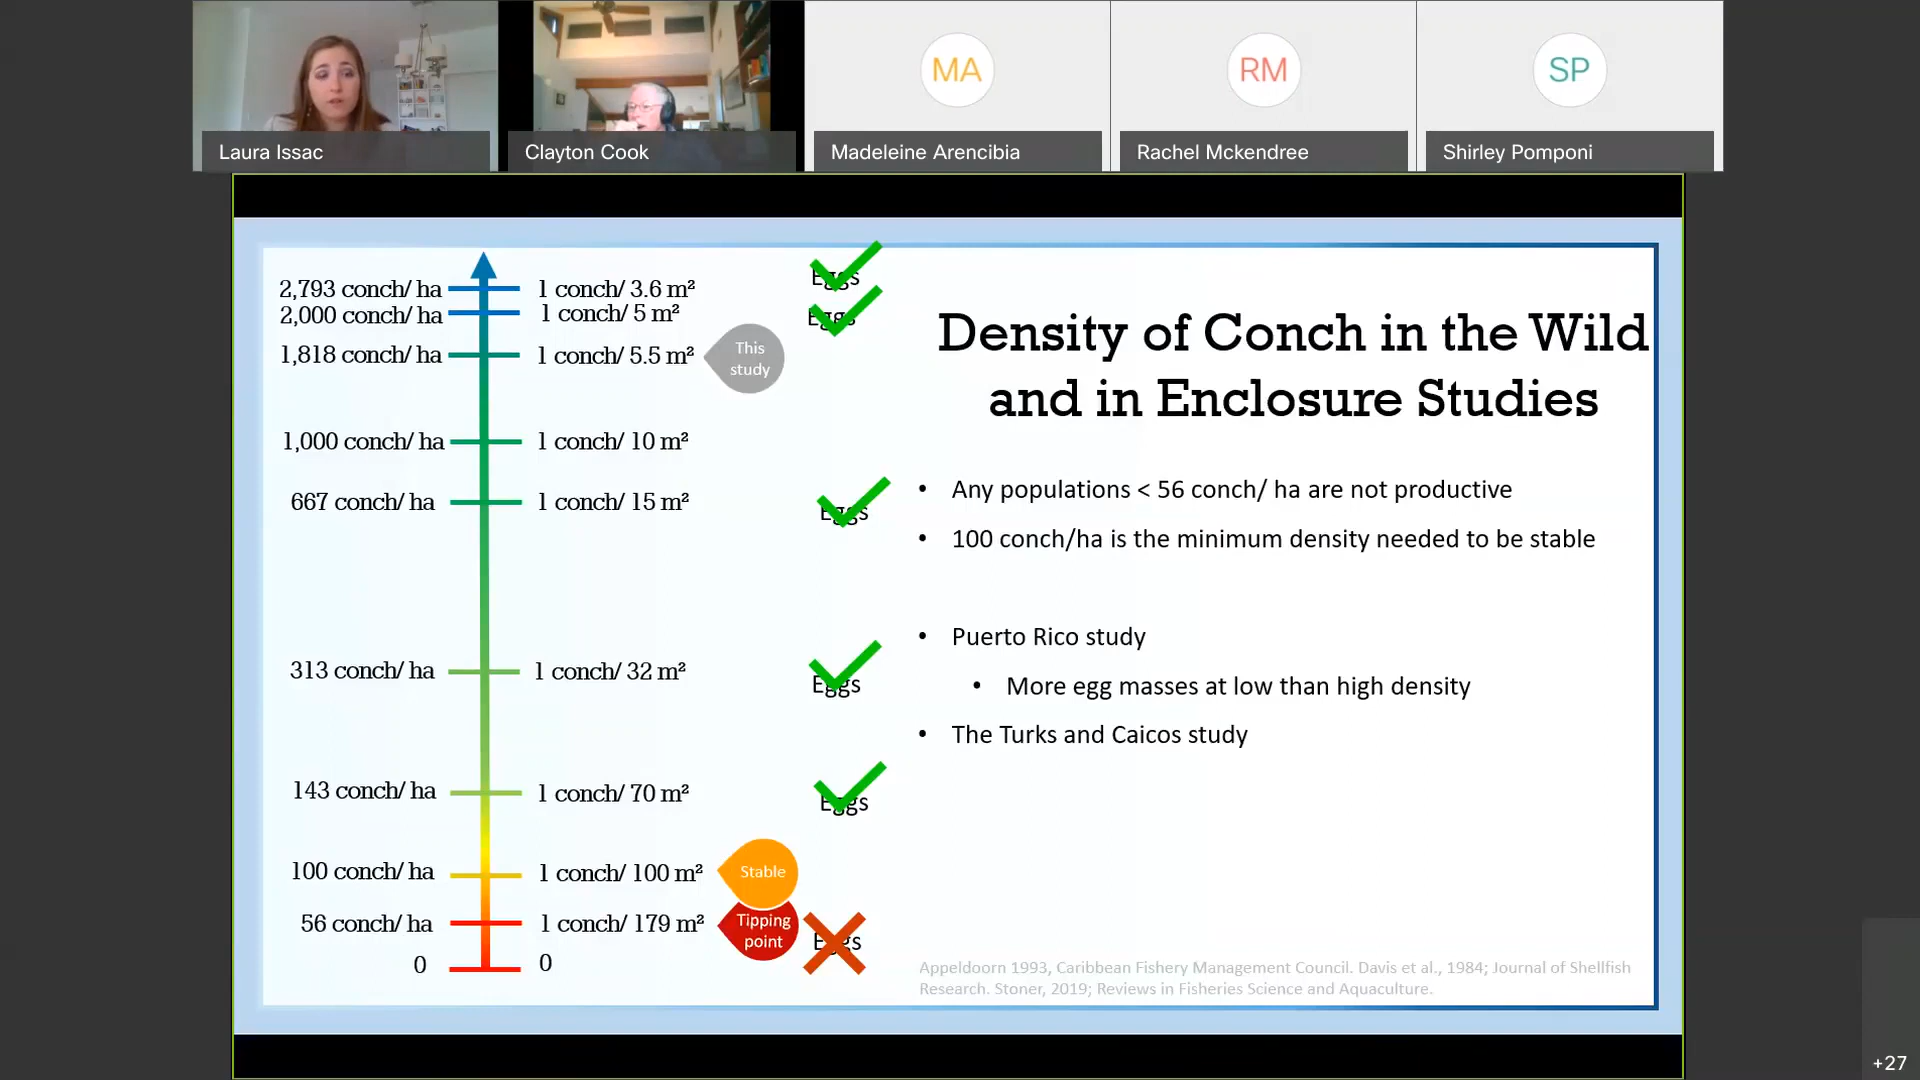 MA
RM
SP
Laura Issac
Clayton Cook
Madeleine Arencibia
Rachel Mckendree
Shirley Pomponi
Density of Conch in the Wild
and in Enclosure Studies
2,793 conch/ ha 1 conch/ 3.6 m² Eggs
2,000 conch/ ha 1 conch/ 5 m² Eggs
1,818 conch/ ha 1 conch/ 5.5 m² This
study
1,000 conch/ ha 1 conch/ 10 m²
667 conch/ ha 1 conch/ 15 m² Eggs
313 conch/ ha 1 conch/ 32 m² Eggs
143 conch/ ha 1 conch/ 70 m² Eggs
100 conch/ ha 1 conch/ 100 m² Stable
56 conch/ ha 1 conch/ 179 m² Tipping
point Eggs
0 0
• Any populations < 56 conch/ ha are not productive
• 100 conch/ha is the minimum density needed to be stable
• Puerto Rico study
• More egg masses at low than high density
• The Turks and Caicos study
Appeldoorn 1993, Caribbean Fishery Management Council. Davis et al., 1984; Journal of Shellfish
Research. Stoner, 2019; Reviews in Fisheries Science and Aquaculture.
+27